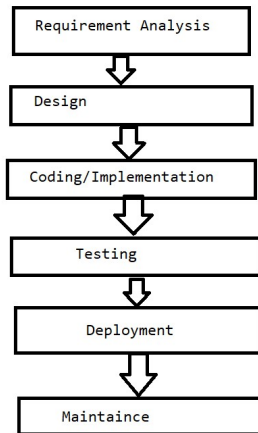 Requirement Analysis
Design
Coding/Implementation
Testing
Deployment
Maintaince